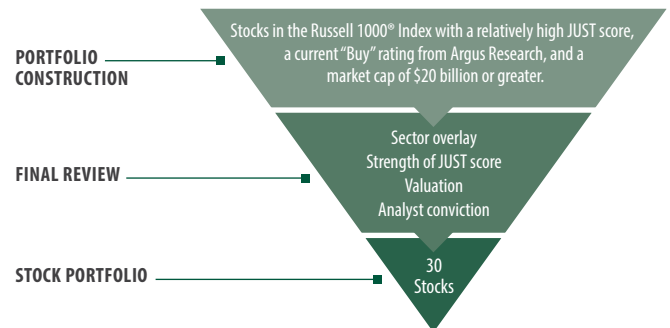 PORTFOLIO
CONSTRUCTION
Stocks in the Russell 1000® Index with a relatively high JUST score,
a current “Buy” rating from Argus Research, and a
market cap of $20 billion or greater.
FINAL REVIEW
Sector overlay
Strength of JUST score
Valuation
Analyst conviction
STOCK PORTFOLIO
30
Stocks